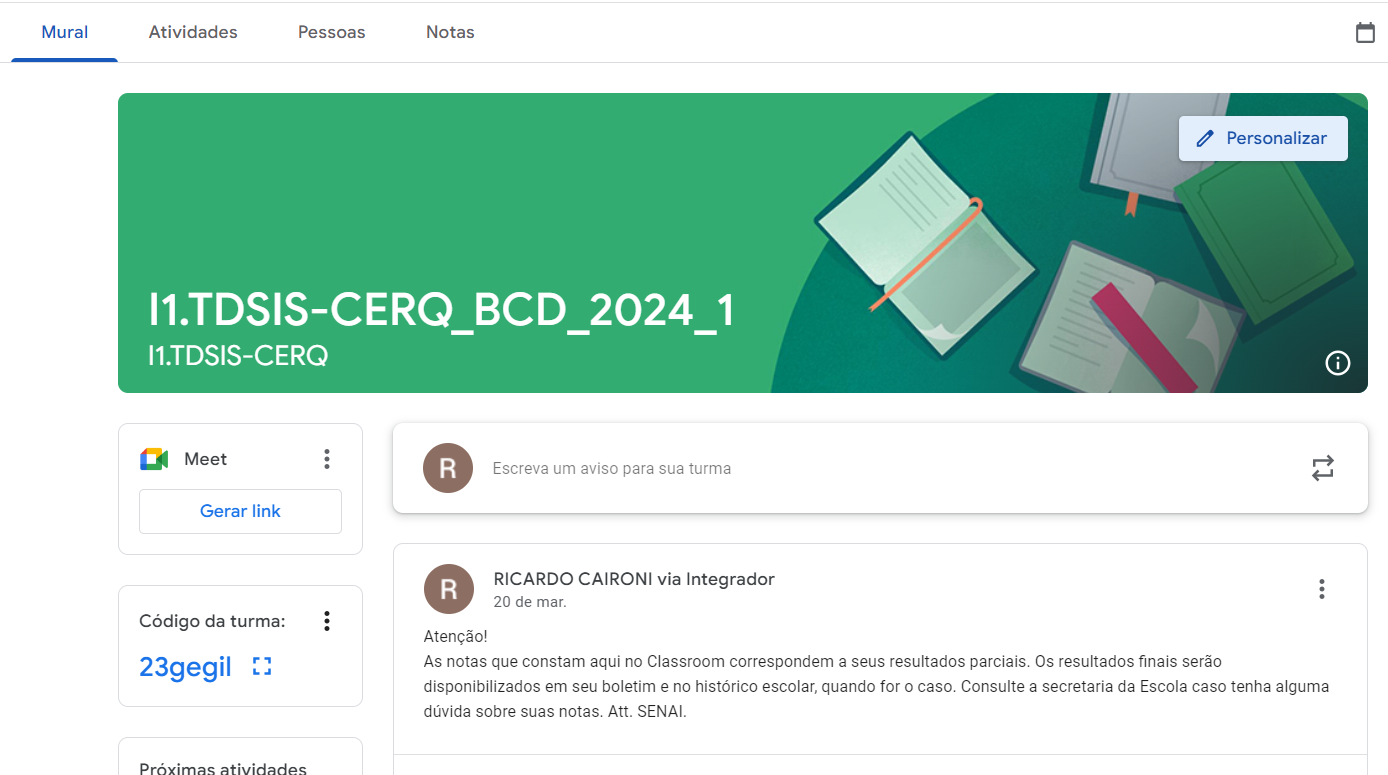 Mural
Atividades
Pessoas
Notas
Personalizar
I1.TDSIS-CERQ_BCD_2024_1
I1.TDSIS-CERQ
Meet
Gerar link
Código da turma:
23gegil
Próximas atividades
R
Escreva um aviso para sua turma
R
RICARDO CAIRONI via Integrador
20 de mar.
Atenção!
As notas que constam aqui no Classroom correspondem a seus resultados parciais. Os resultados finais serão
disponibilizados em seu boletim e no histórico escolar, quando for o caso. Consulte a secretaria da Escola caso tenha alguma
dúvida sobre suas notas. Att. SENAI.